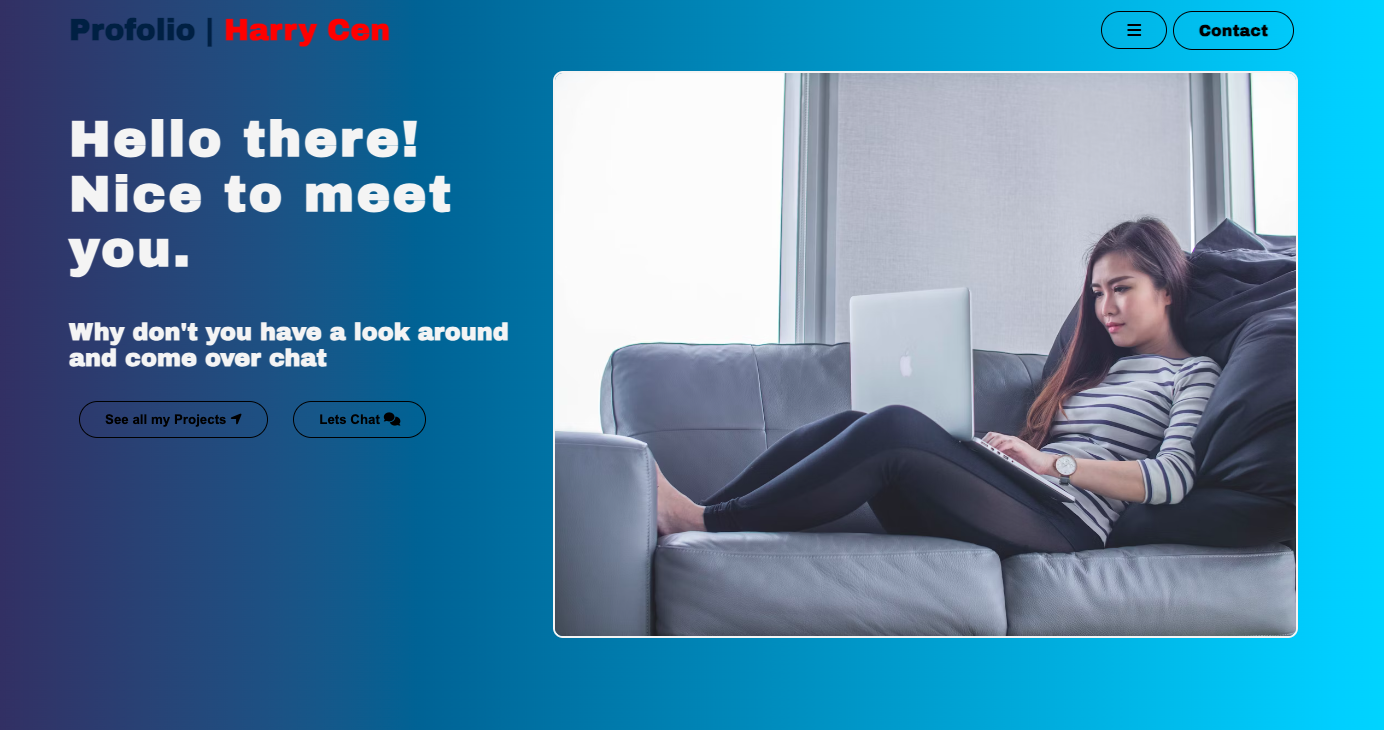 Profolio | Harry Cen
Contact
Hello there!
Nice to meet
you.
Why don't you have a look around
and come over chat
See all my Projects
Lets Chat